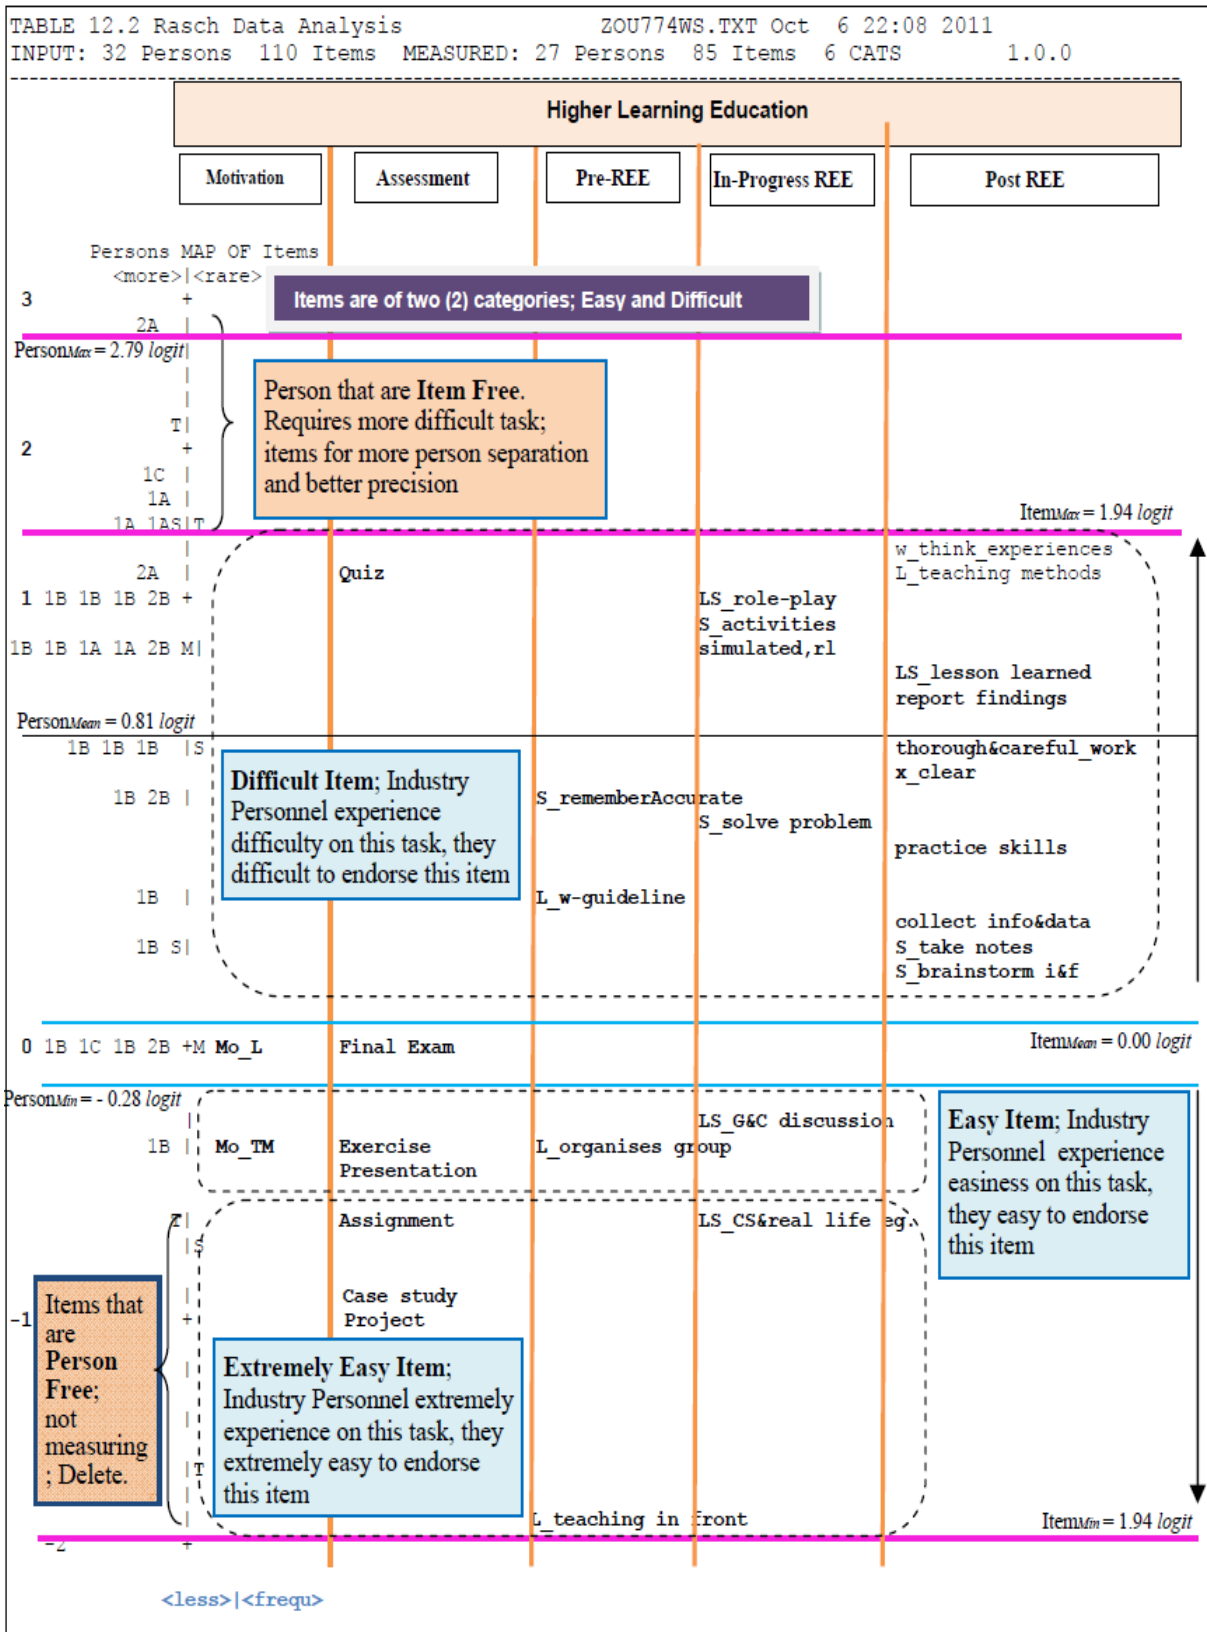 TABLE 12.2 Rasch Data Analysis ZOU774WS.TXT Oct 6 22:08 2011
INPUT: 32 Persons 110 Items MEASURED: 27 Persons 85 Items 6 CATS 1.0.0
--------------------------------------------------------------------------------
Higher Learning Education
Motivation Assessment Pre-REE In-Progress REE Post REE
Persons MAP OF Items
<more>|<rare>
Items are of two (2) categories; Easy and Difficult
3 +
2A |
PersonMax = 2.79 logit|
|
|
Person that are Item Free.
Requires more difficult task;
items for more person separation
and better precision
T|
2 +
1C |
1A |
1A 1AS|T
ItemMax = 1.94 logit
| w_think_experiences
2A | Quiz L_teaching methods
1 1B 1B 1B 2B + LS_role-play
S_activities
1B 1B 1A 1A 2B M| simulated,rl
LS_lesson learned
report findings
PersonMean = 0.81 logit
1B 1B 1B |S thorough&careful_work
x_clear
Difficult Item; Industry
Personnel experience
difficulty on this task, they
difficult to endorse this item
1B 2B | S_rememberAccurate
S_solve problem
practice skills
1B | L_w-guideline
collect info&data
1B S| S_take notes
S_brainstorm i&f
0 1B 1C 1B 2B +M Mo_L Final Exam ItemMean = 0.00 logit
PersonMin = - 0.28 logit
| LS_G&C discussion
1B | Mo_TM Exercise L_organises group
Presentation
Easy Item; Industry
Personnel experience
easiness on this task,
they easy to endorse
this item
T| Assignment LS_CS&real life eg.
|S
| Case study
-1 + Project
Items that
are
Person
Free;
not
measuring
; Delete.
|
|
|T
|
Extremely Easy Item;
Industry Personnel extremely
experience on this task, they
extremely easy to endorse
this item
L_teaching in front ItemMin = 1.94 logit
-2 +
<less>|<frequ>